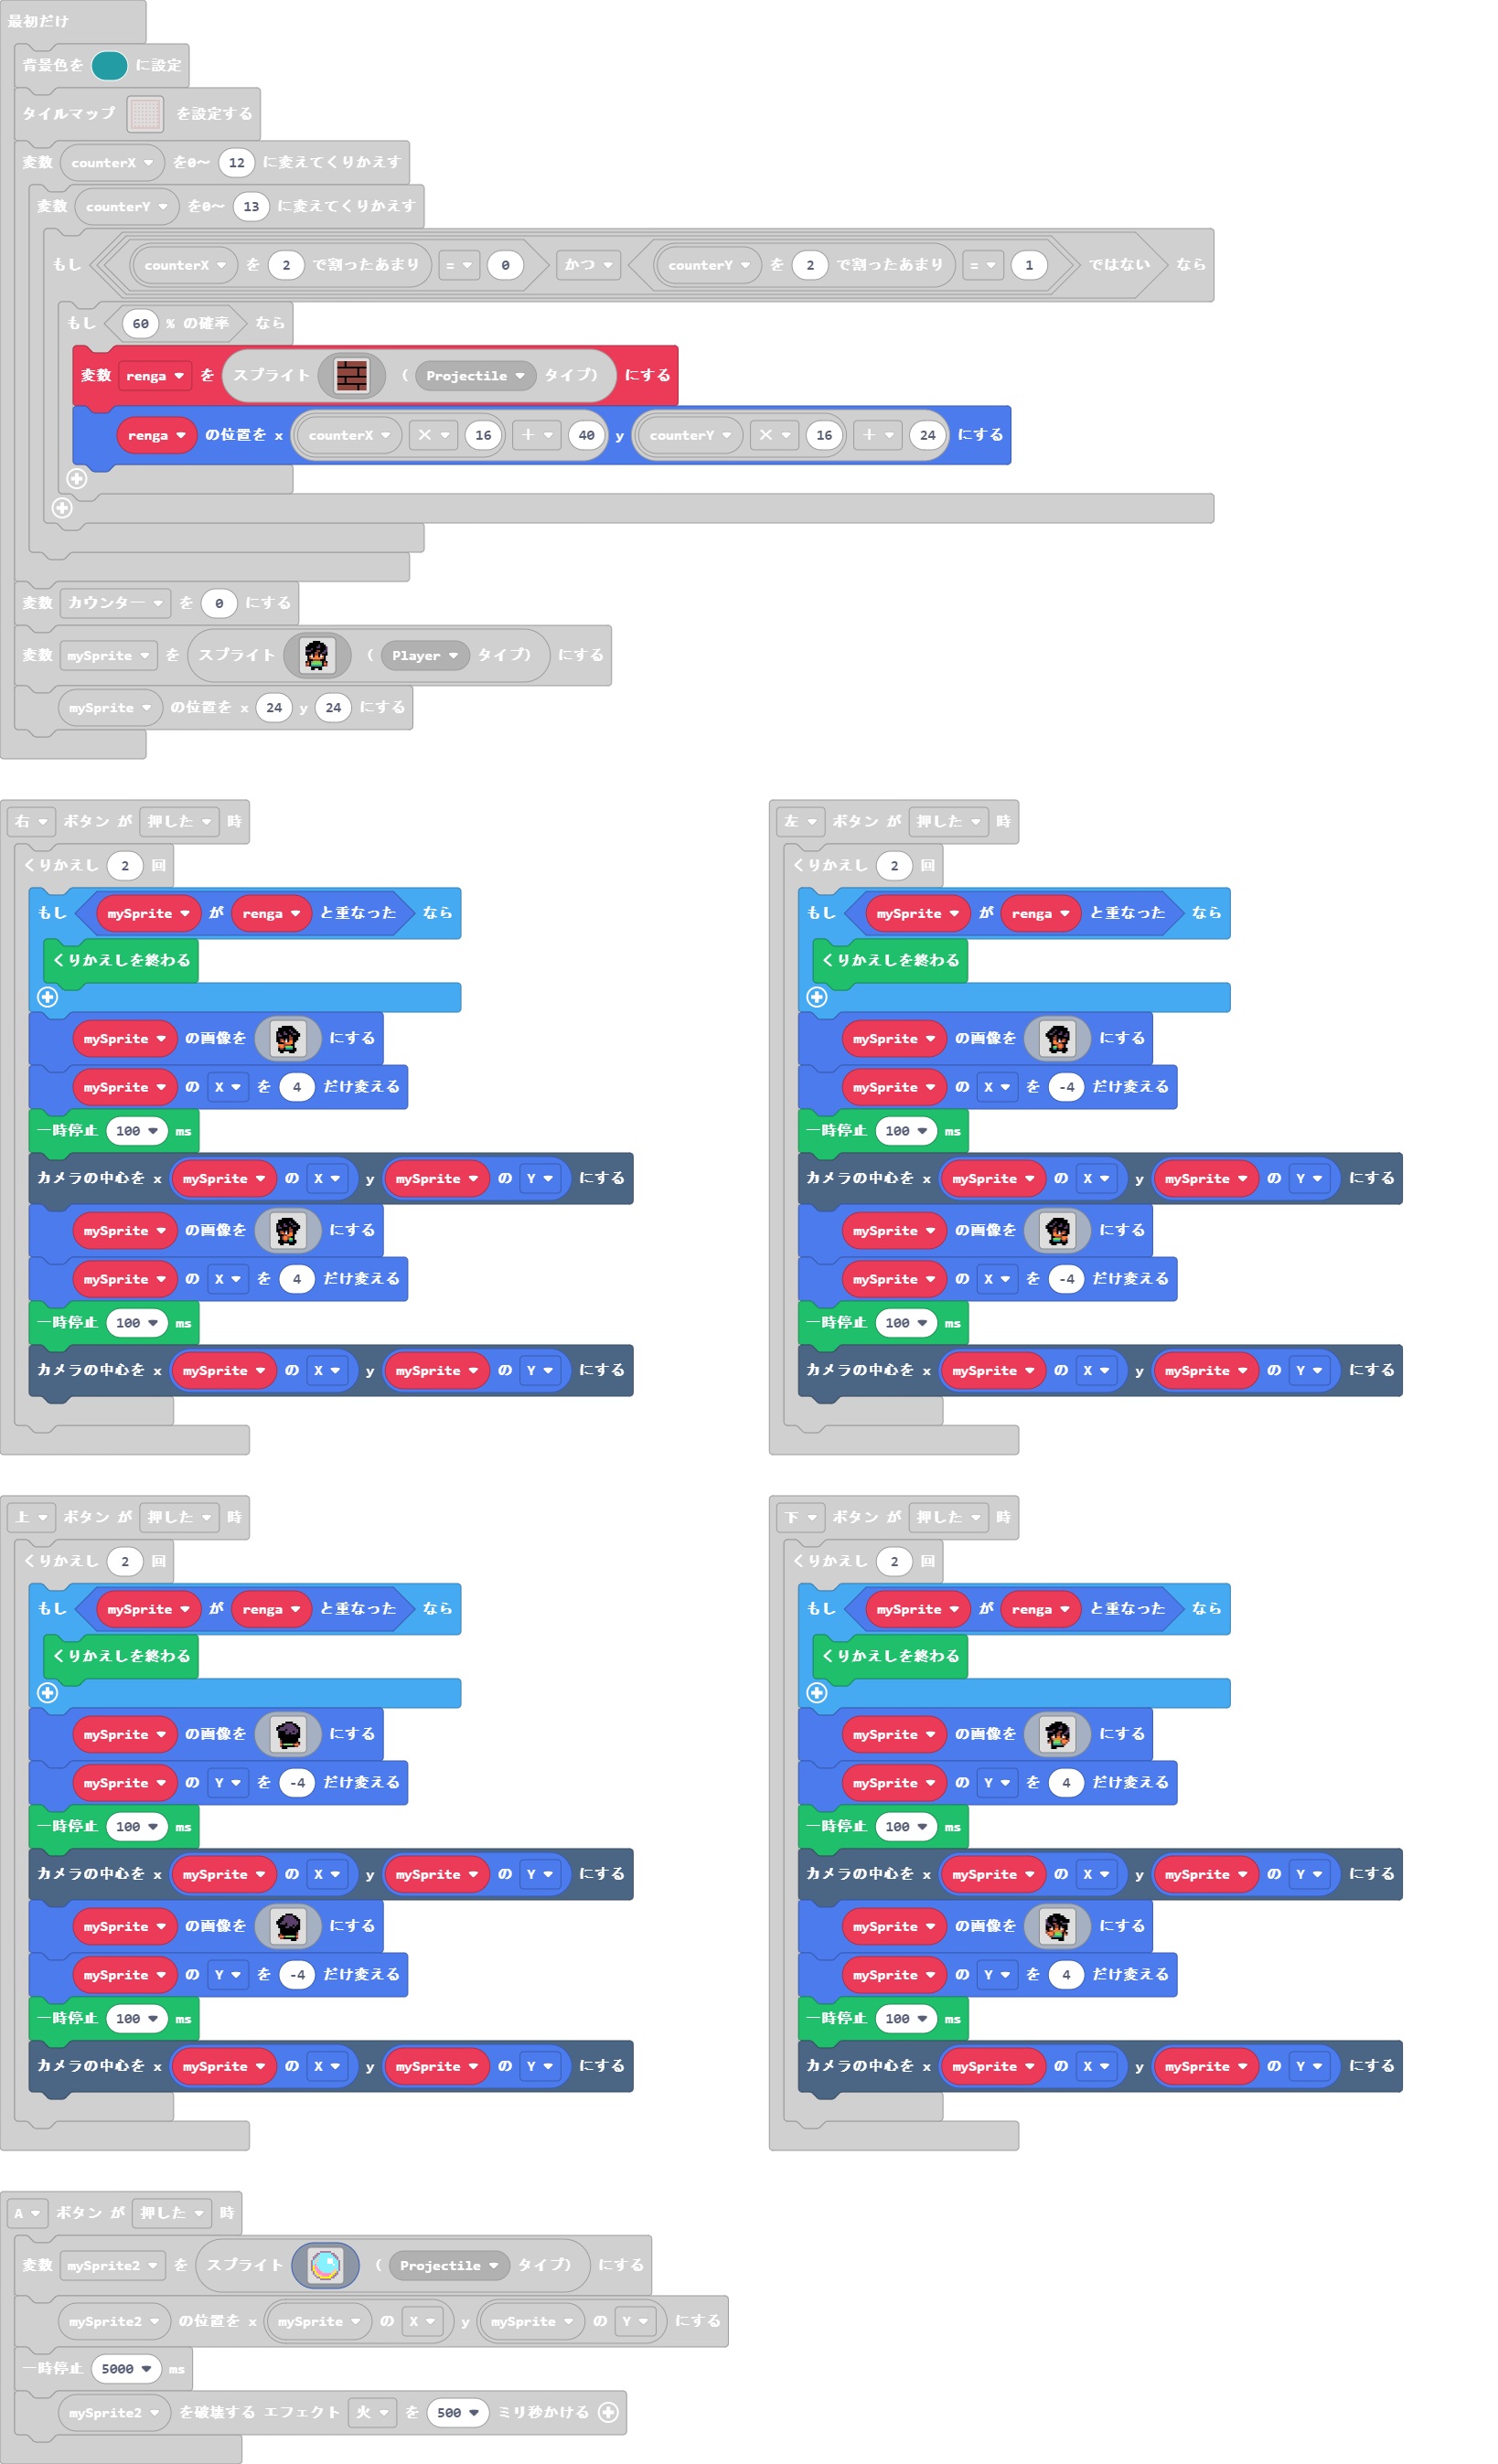 最初だけ
背景色を に設定
タイルマップ を設定する
変数 counterX を0～ 12 に変えてくりかえす
変数 counterY を0～ 13 に変えてくりかえす
もし counterX を 2 で割ったあまり = 0 かつ counterY を 2 で割ったあまり = 1 ではない なら
もし 60 % の確率 なら
変数 renga を スプライト ( Projectile タイプ) にする
renga の位置を x counterX × 16 + 40 y counterY × 16 + 24 にする
変数 カウンター を 0 にする
変数 mySprite を スプライト ( Player タイプ) にする
mySprite の位置を x 24 y 24 にする
右 ボタン が 押した 時
くりかえし 2 回
もし mySprite が renga と重なった なら
くりかえしを終わる
mySprite の画像を にする
mySprite の X を 4 だけ変える
一時停止 100 ms
カメラの中心を x mySprite の X y mySprite の Y にする
mySprite の画像を にする
mySprite の X を 4 だけ変える
一時停止 100 ms
カメラの中心を x mySprite の X y mySprite の Y にする
左 ボタン が 押した 時
くりかえし 2 回
もし mySprite が renga と重なった なら
くりかえしを終わる
mySprite の画像を にする
mySprite の X を -4 だけ変える
一時停止 100 ms
カメラの中心を x mySprite の X y mySprite の Y にする
mySprite の画像を にする
mySprite の X を -4 だけ変える
一時停止 100 ms
カメラの中心を x mySprite の X y mySprite の Y にする
上 ボタン が 押した 時
くりかえし 2 回
もし mySprite が renga と重なった なら
くりかえしを終わる
mySprite の画像を にする
mySprite の Y を -4 だけ変える
一時停止 100 ms
カメラの中心を x mySprite の X y mySprite の Y にする
mySprite の画像を にする
mySprite の Y を -4 だけ変える
一時停止 100 ms
カメラの中心を x mySprite の X y mySprite の Y にする
下 ボタン が 押した 時
くりかえし 2 回
もし mySprite が renga と重なった なら
くりかえしを終わる
mySprite の画像を にする
mySprite の Y を 4 だけ変える
一時停止 100 ms
カメラの中心を x mySprite の X y mySprite の Y にする
mySprite の画像を にする
mySprite の Y を 4 だけ変える
一時停止 100 ms
カメラの中心を x mySprite の X y mySprite の Y にする
A ボタン が 押した 時
変数 mySprite2 を スプライト ( Projectile タイプ) にする
mySprite2 の位置を x mySprite の X y mySprite の Y にする
一時停止 5000 ms
mySprite2 を破壊する エフェクト 火 を 500 ミリ秒かける